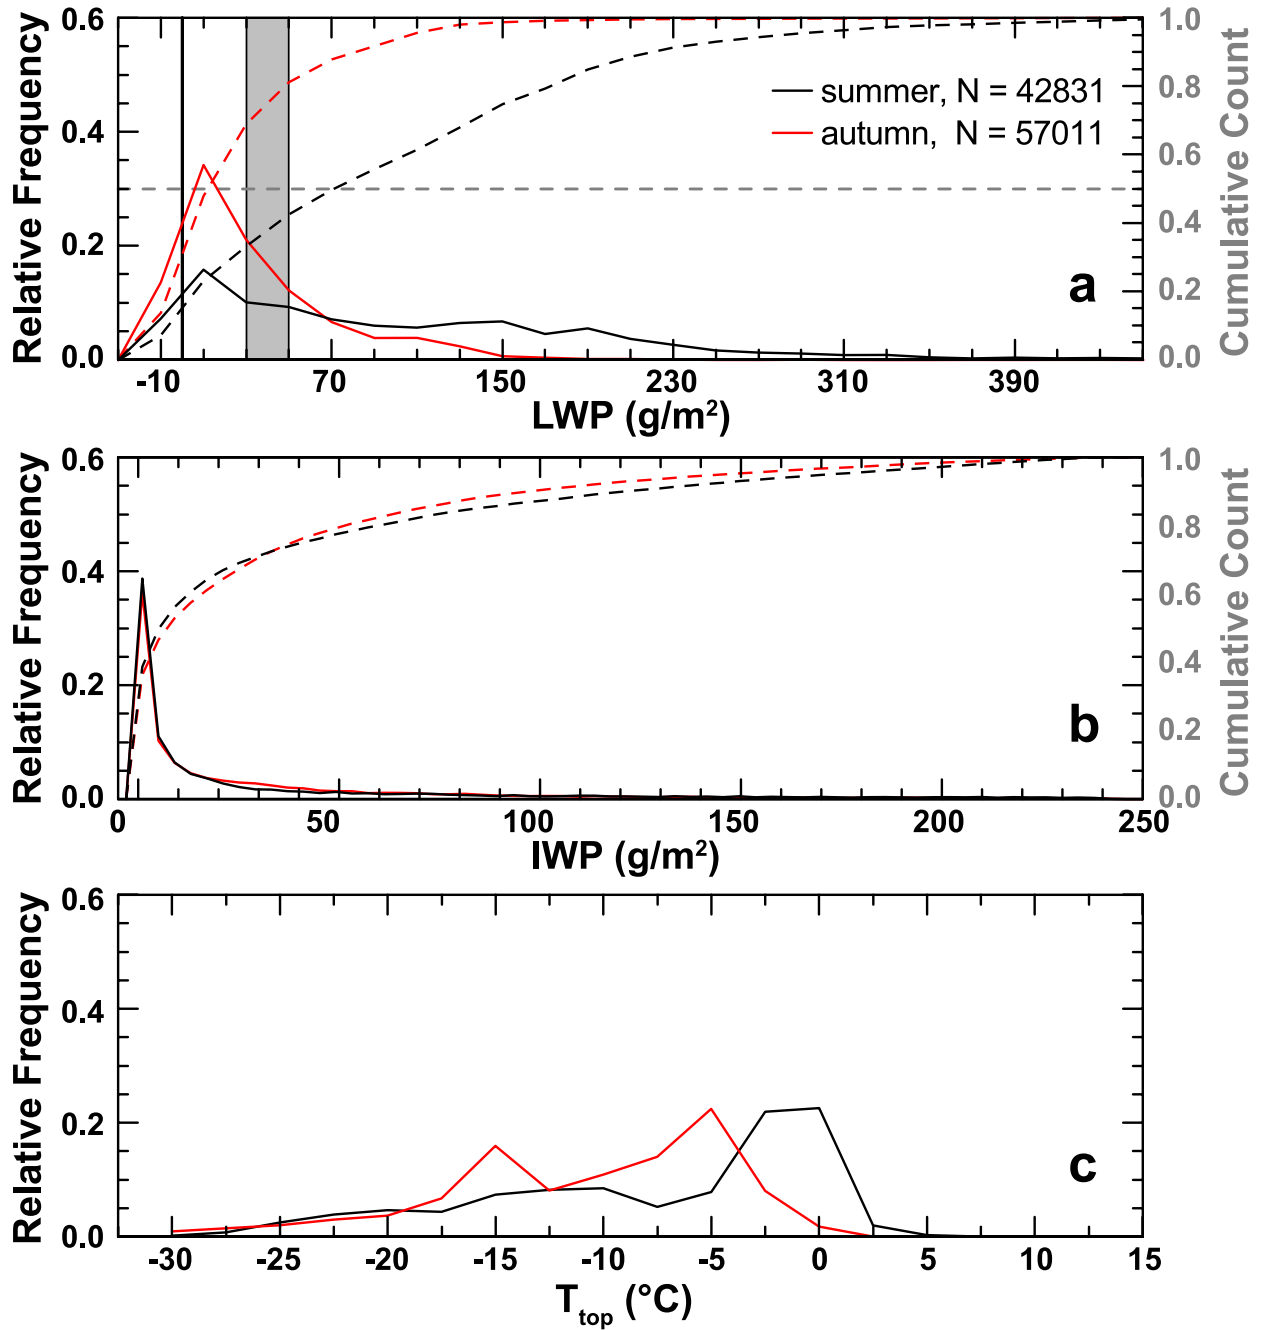 0.6
0.4
0.2
0.0
Relative Frequency
1.0
0.8
0.6
0.4
0.2
0.0
Cumulative Count
summer, N = 42831
autumn, N = 57011
a
-10 70 150 230 310 390
LWP (g/m²)
0.6
0.4
0.2
0.0
Relative Frequency
1.0
0.8
0.6
0.4
0.2
0.0
Cumulative Count
b
0 50 100 150 200 250
IWP (g/m²)
0.6
0.4
0.2
0.0
Relative Frequency
c
-30 -25 -20 -15 -10 -5 0 5 10 15
T_top (°C)